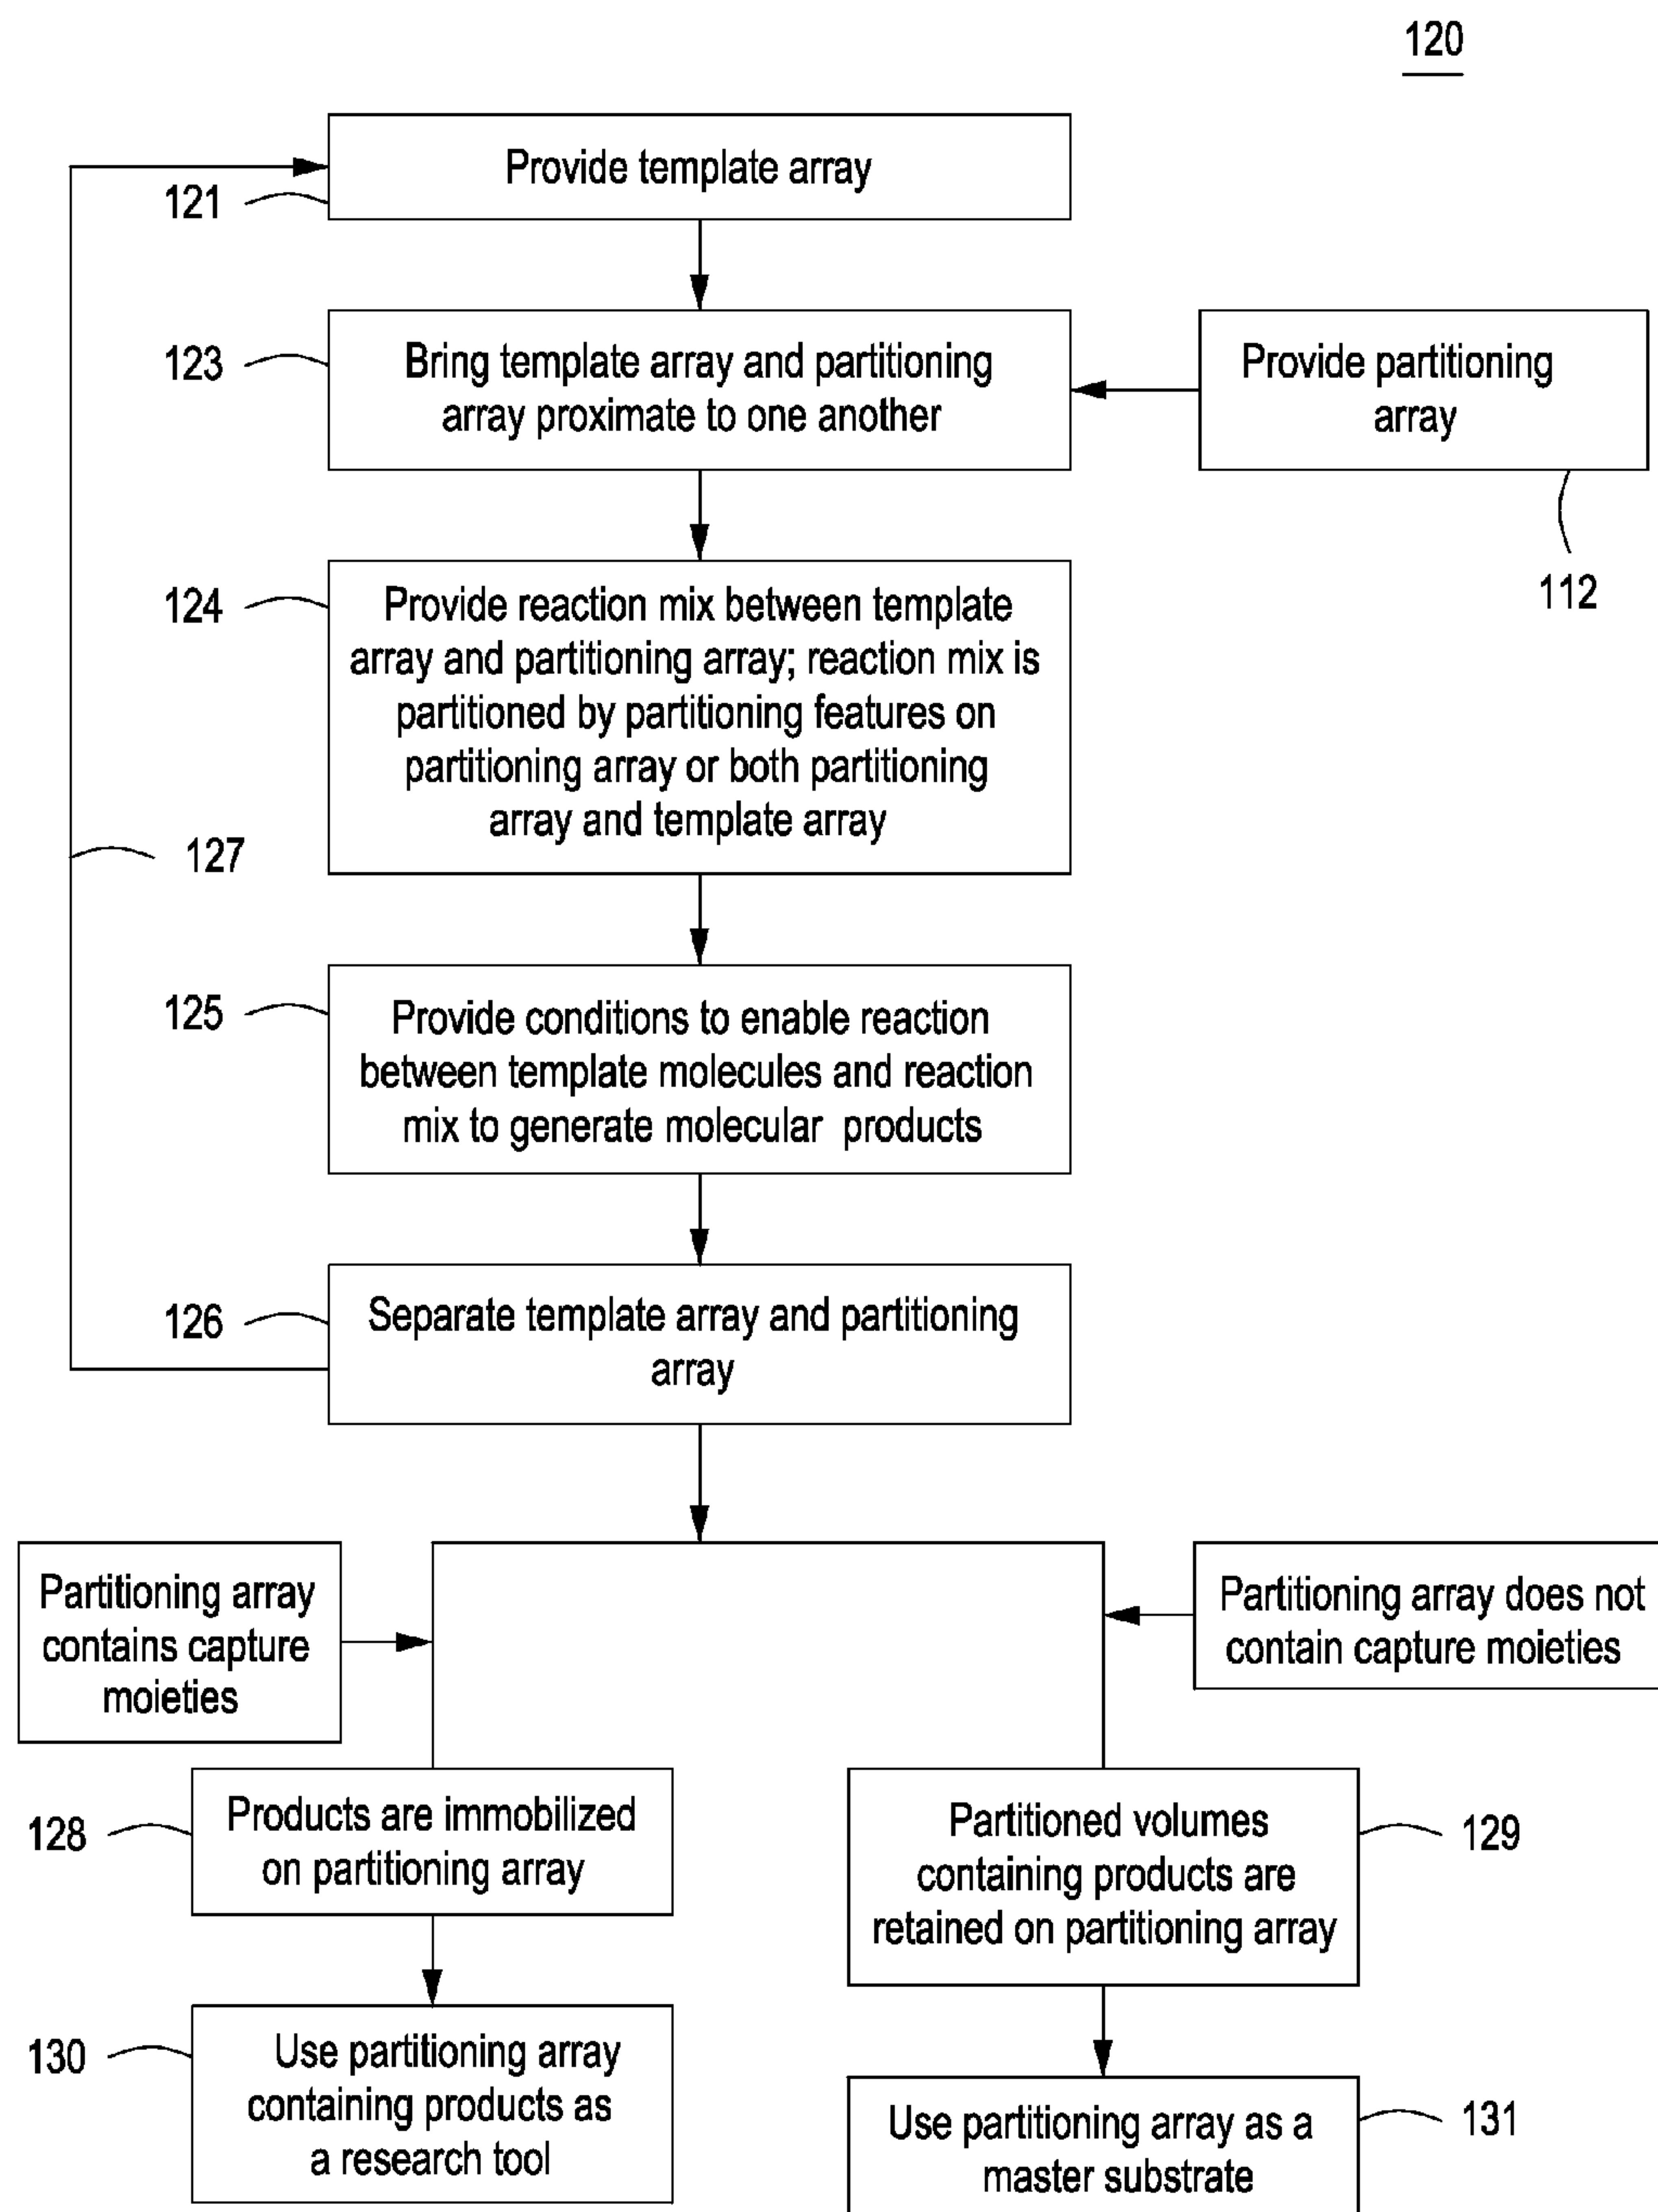 120
Provide template array
121
123
Bring template array and partitioning
array proximate to one another
Provide partitioning
array
112
124
Provide reaction mix between template
array and partitioning array; reaction mix is
partitioned by partitioning features on
partitioning array or both partitioning
array and template array
127
125
Provide conditions to enable reaction
between template molecules and reaction
mix to generate molecular products
126
Separate template array and partitioning
array
Partitioning array
contains capture
moieties
Partitioning array does not
contain capture moieties
128
Products are immobilized
on partitioning array
Partitioned volumes
containing products are
retained on partitioning array
129
130
Use partitioning array
containing products as
a research tool
Use partitioning array as a
master substrate
131